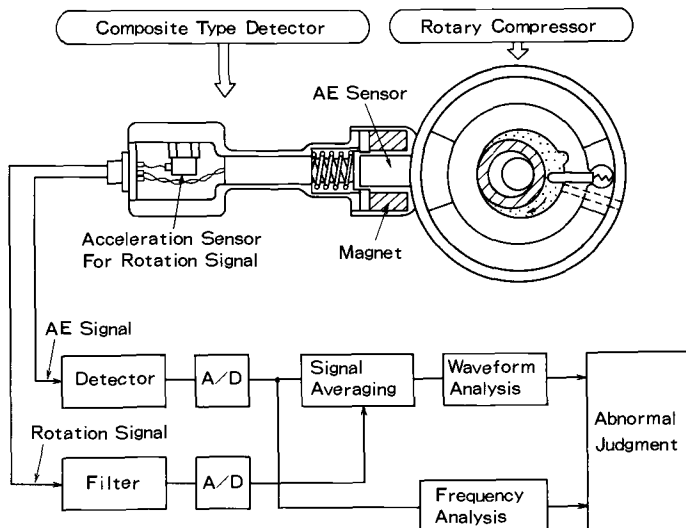 Composite Type Detector
Rotary Compressor
AE Sensor
Acceleration Sensor
For Rotation Signal
Magnet
AE Signal
Detector
A/D
Signal
Averaging
Waveform
Analysis
Abnormal
Judgment
Rotation Signal
Filter
A/D
Frequency
Analysis